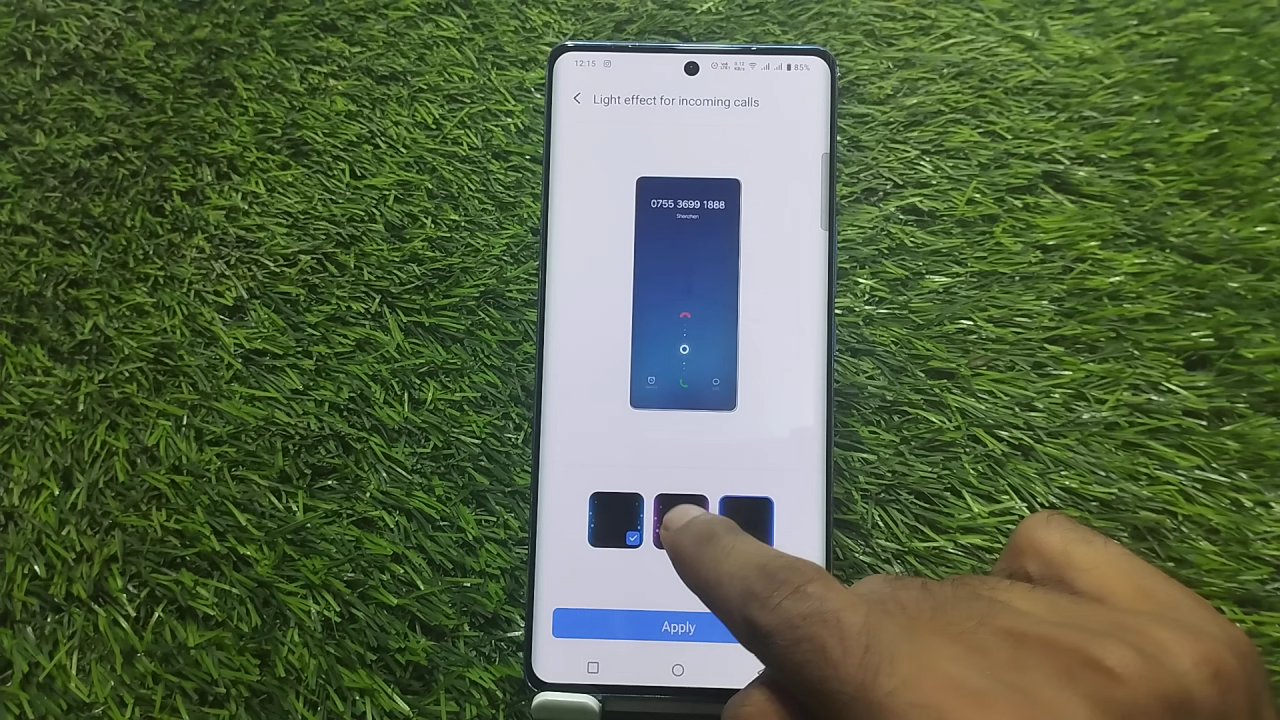 12:15
85%
Light effect for incoming calls
0755 3699 1888
Shenzhen
Apply